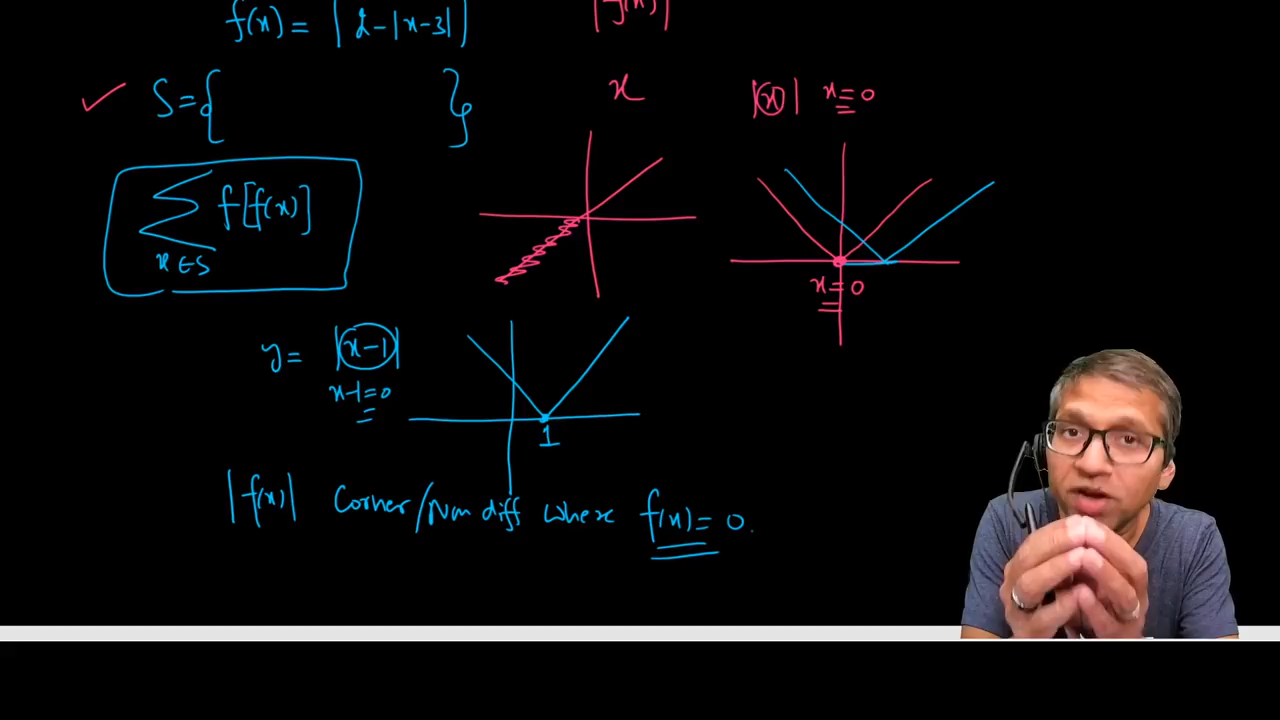 f(x) = | 2-|x-3| |
|f(x)|
S = { }
x
|x| x = 0
∑ f[f(x)]
x ∈ S
x = 0
y = |x-1|
x-1=0
1
|f(x)| Corner/Non diff where f(x) = 0.